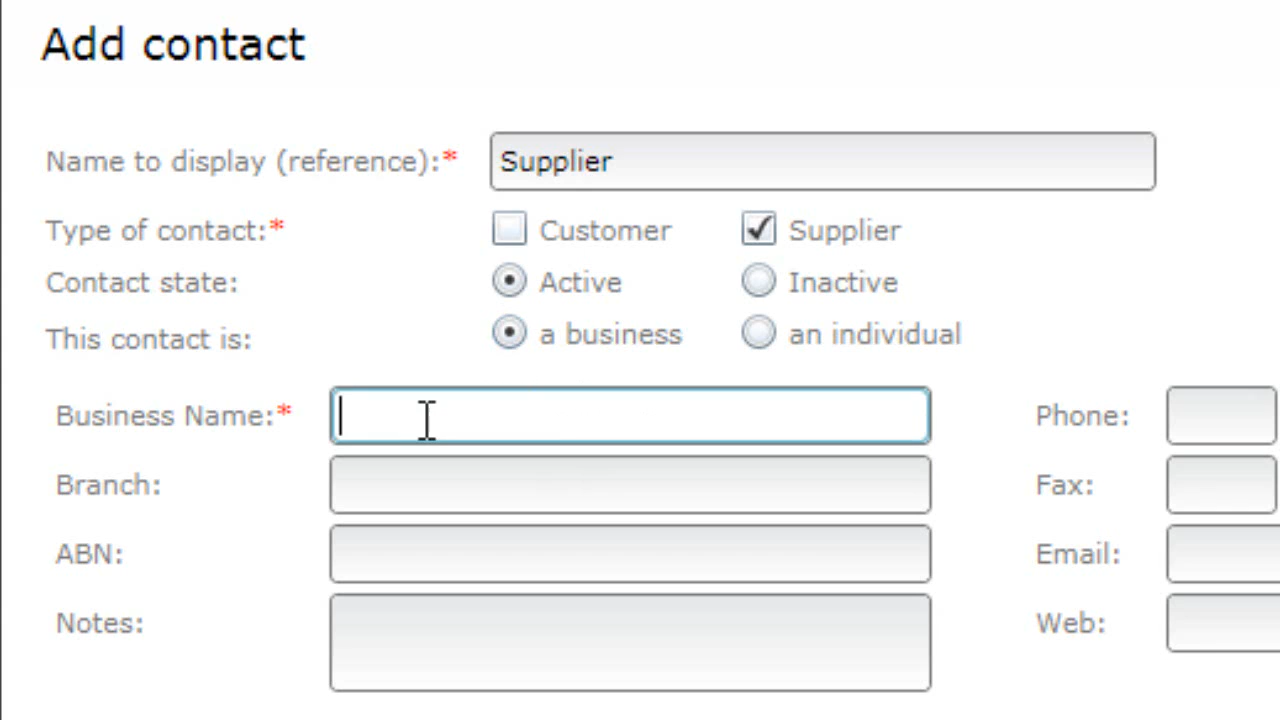 Add contact
Name to display (reference):* Supplier
Type of contact:* Customer Supplier
Contact state: Active Inactive
This contact is: a business an individual
Business Name:* Phone:
Branch: Fax:
ABN: Email:
Notes: Web: